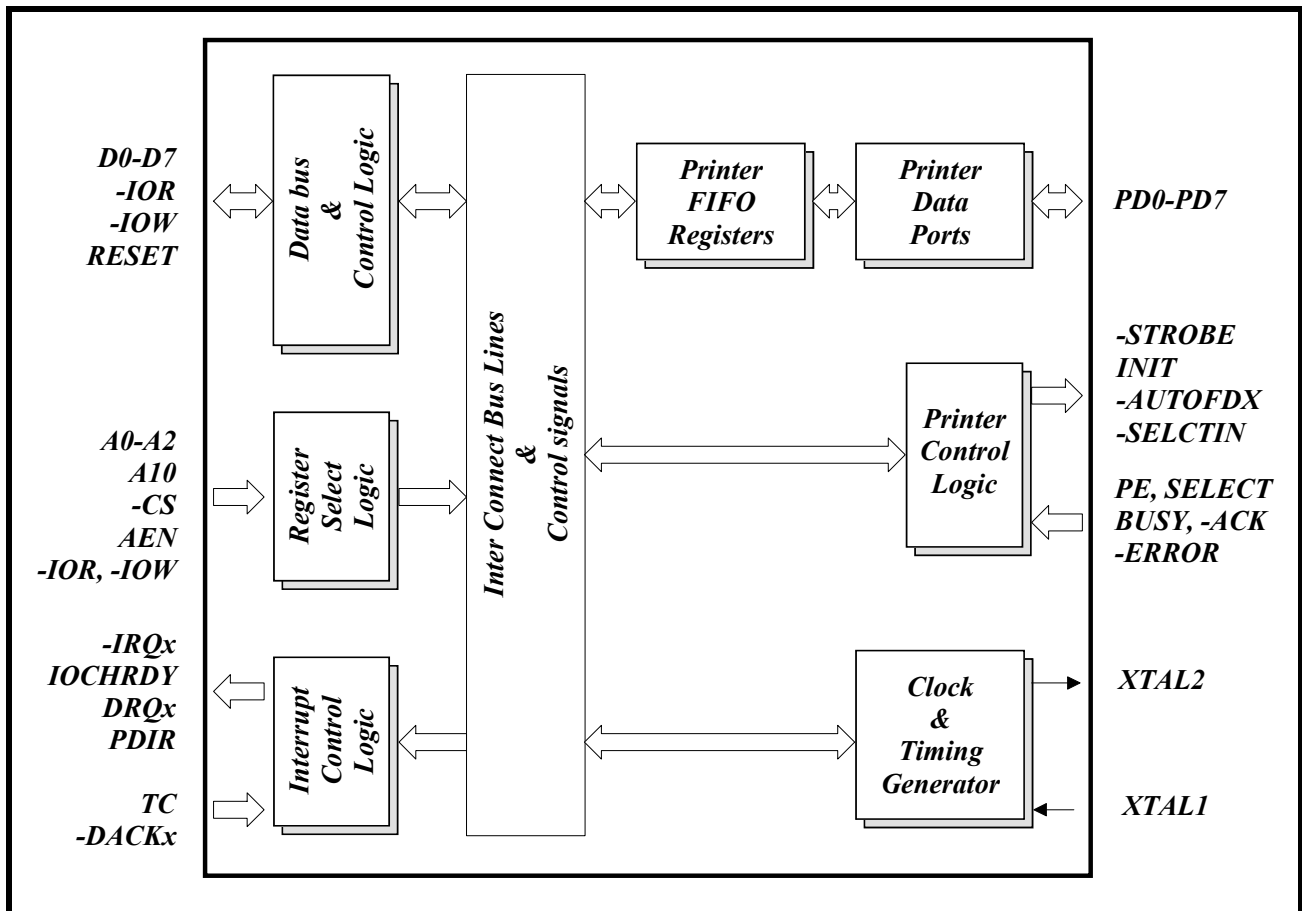 D0-D7
-IOR
-IOW
RESET
Data bus
&
Control Logic
A0-A2
A10
-CS
AEN
-IOR, -IOW
Register
Select
Logic
-IRQx
IOCHRDY
DRQx
PDIR
TC
-DACKx
Interrupt
Control
Logic
Inter Connect Bus Lines
&
Control signals
Printer
FIFO
Registers
Printer
Data
Ports
PD0-PD7
Printer
Control
Logic
-STROBE
INIT
-AUTOFDX
-SELCTIN
PE, SELECT
BUSY, -ACK
-ERROR
Clock
&
Timing
Generator
XTAL2
XTAL1